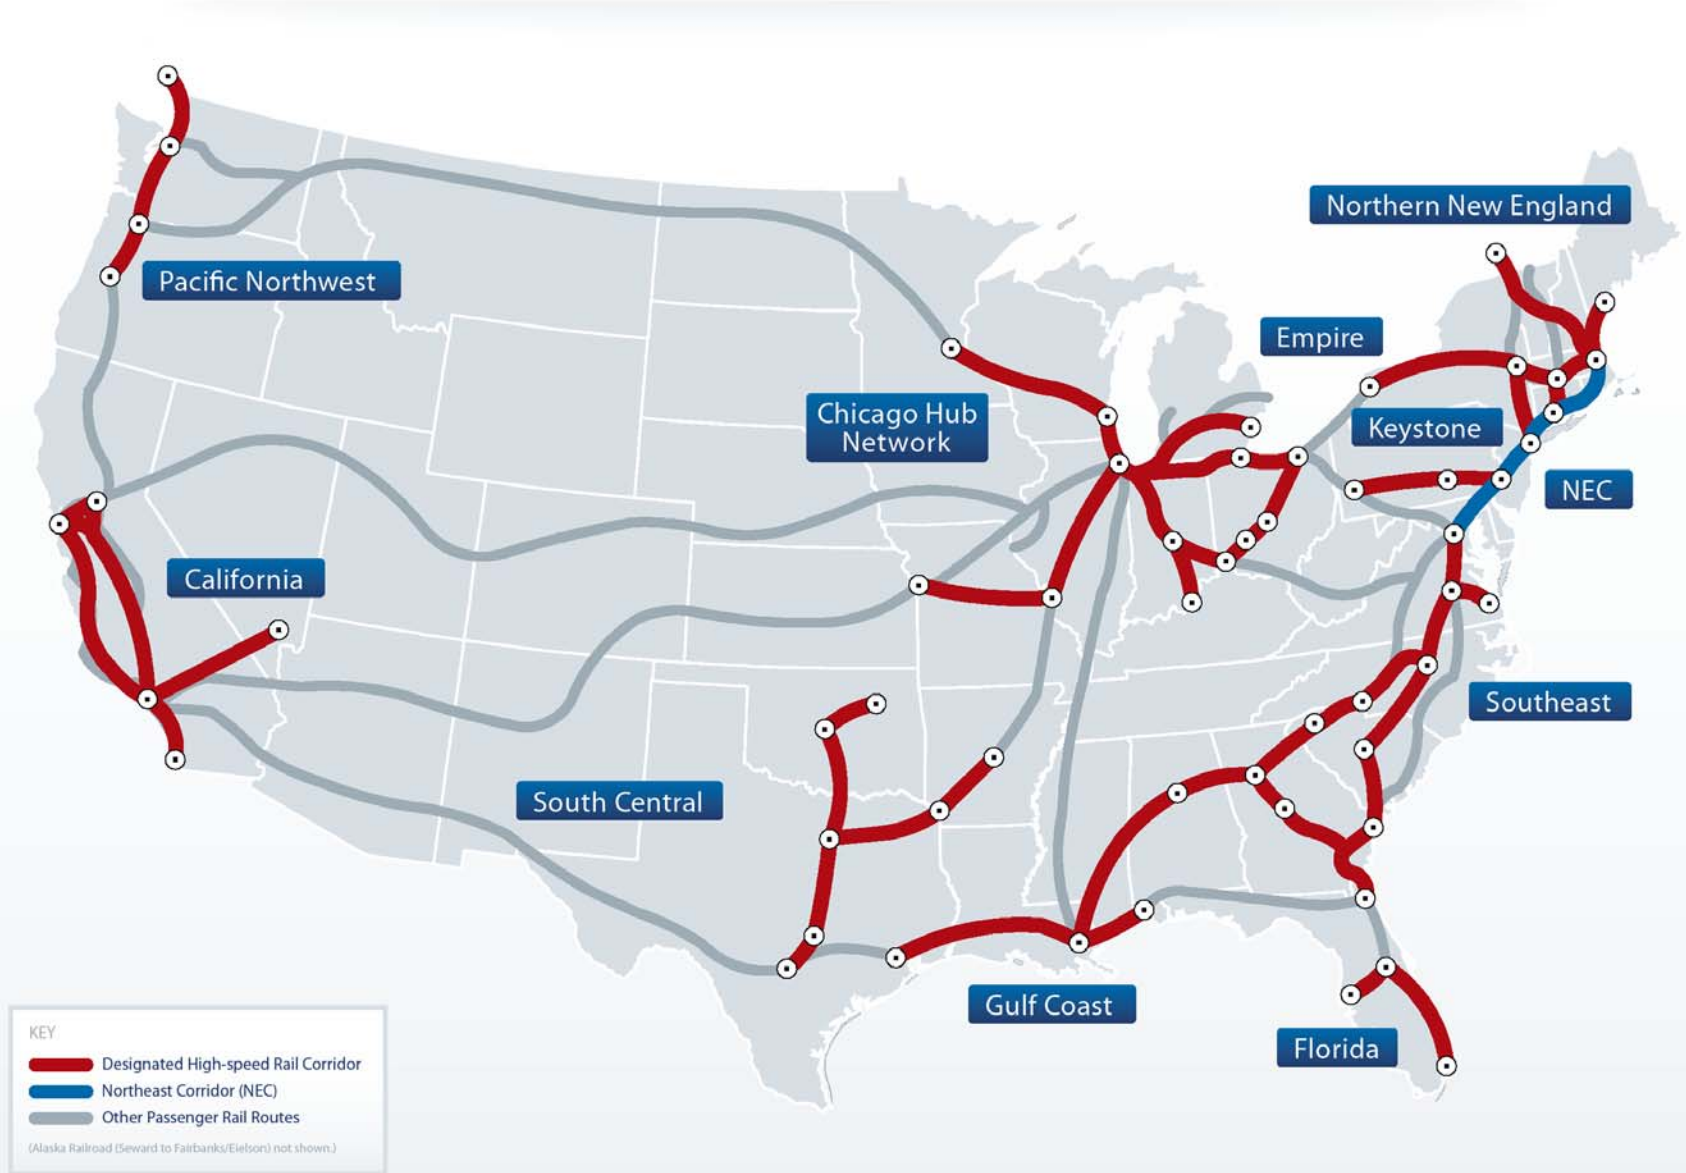 Northern New England
Pacific Northwest
Empire
Chicago Hub
Network
Keystone
NEC
California
Southeast
South Central
Gulf Coast
Florida
KEY
Designated High-speed Rail Corridor
Northeast Corridor (NEC)
Other Passenger Rail Routes
(Alaska Railroad (Seward to Fairbanks/Eielson) not shown.)